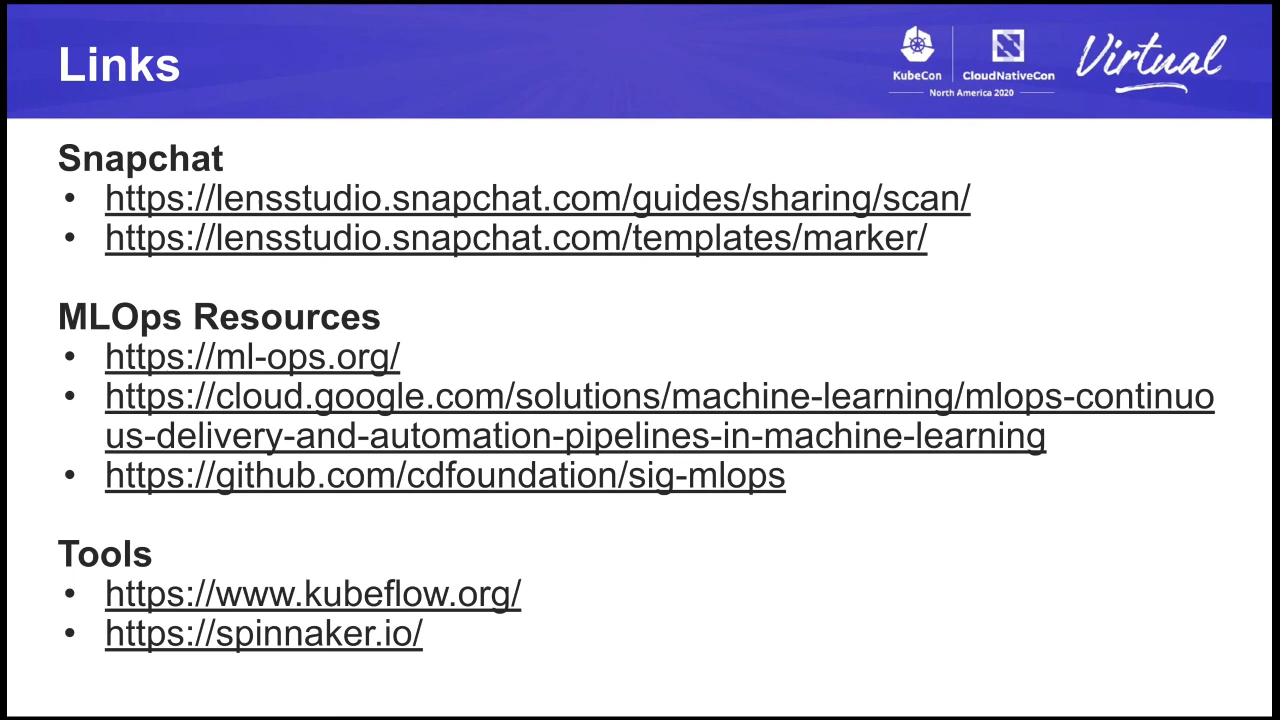 Links
KubeCon
CloudNativeCon
North America 2020
Virtual
Snapchat
• https://lensstudio.snapchat.com/guides/sharing/scan/
• https://lensstudio.snapchat.com/templates/marker/
MLOps Resources
• https://ml-ops.org/
• https://cloud.google.com/solutions/machine-learning/mlops-continuo
us-delivery-and-automation-pipelines-in-machine-learning
• https://github.com/cdfoundation/sig-mlops
Tools
• https://www.kubeflow.org/
• https://spinnaker.io/